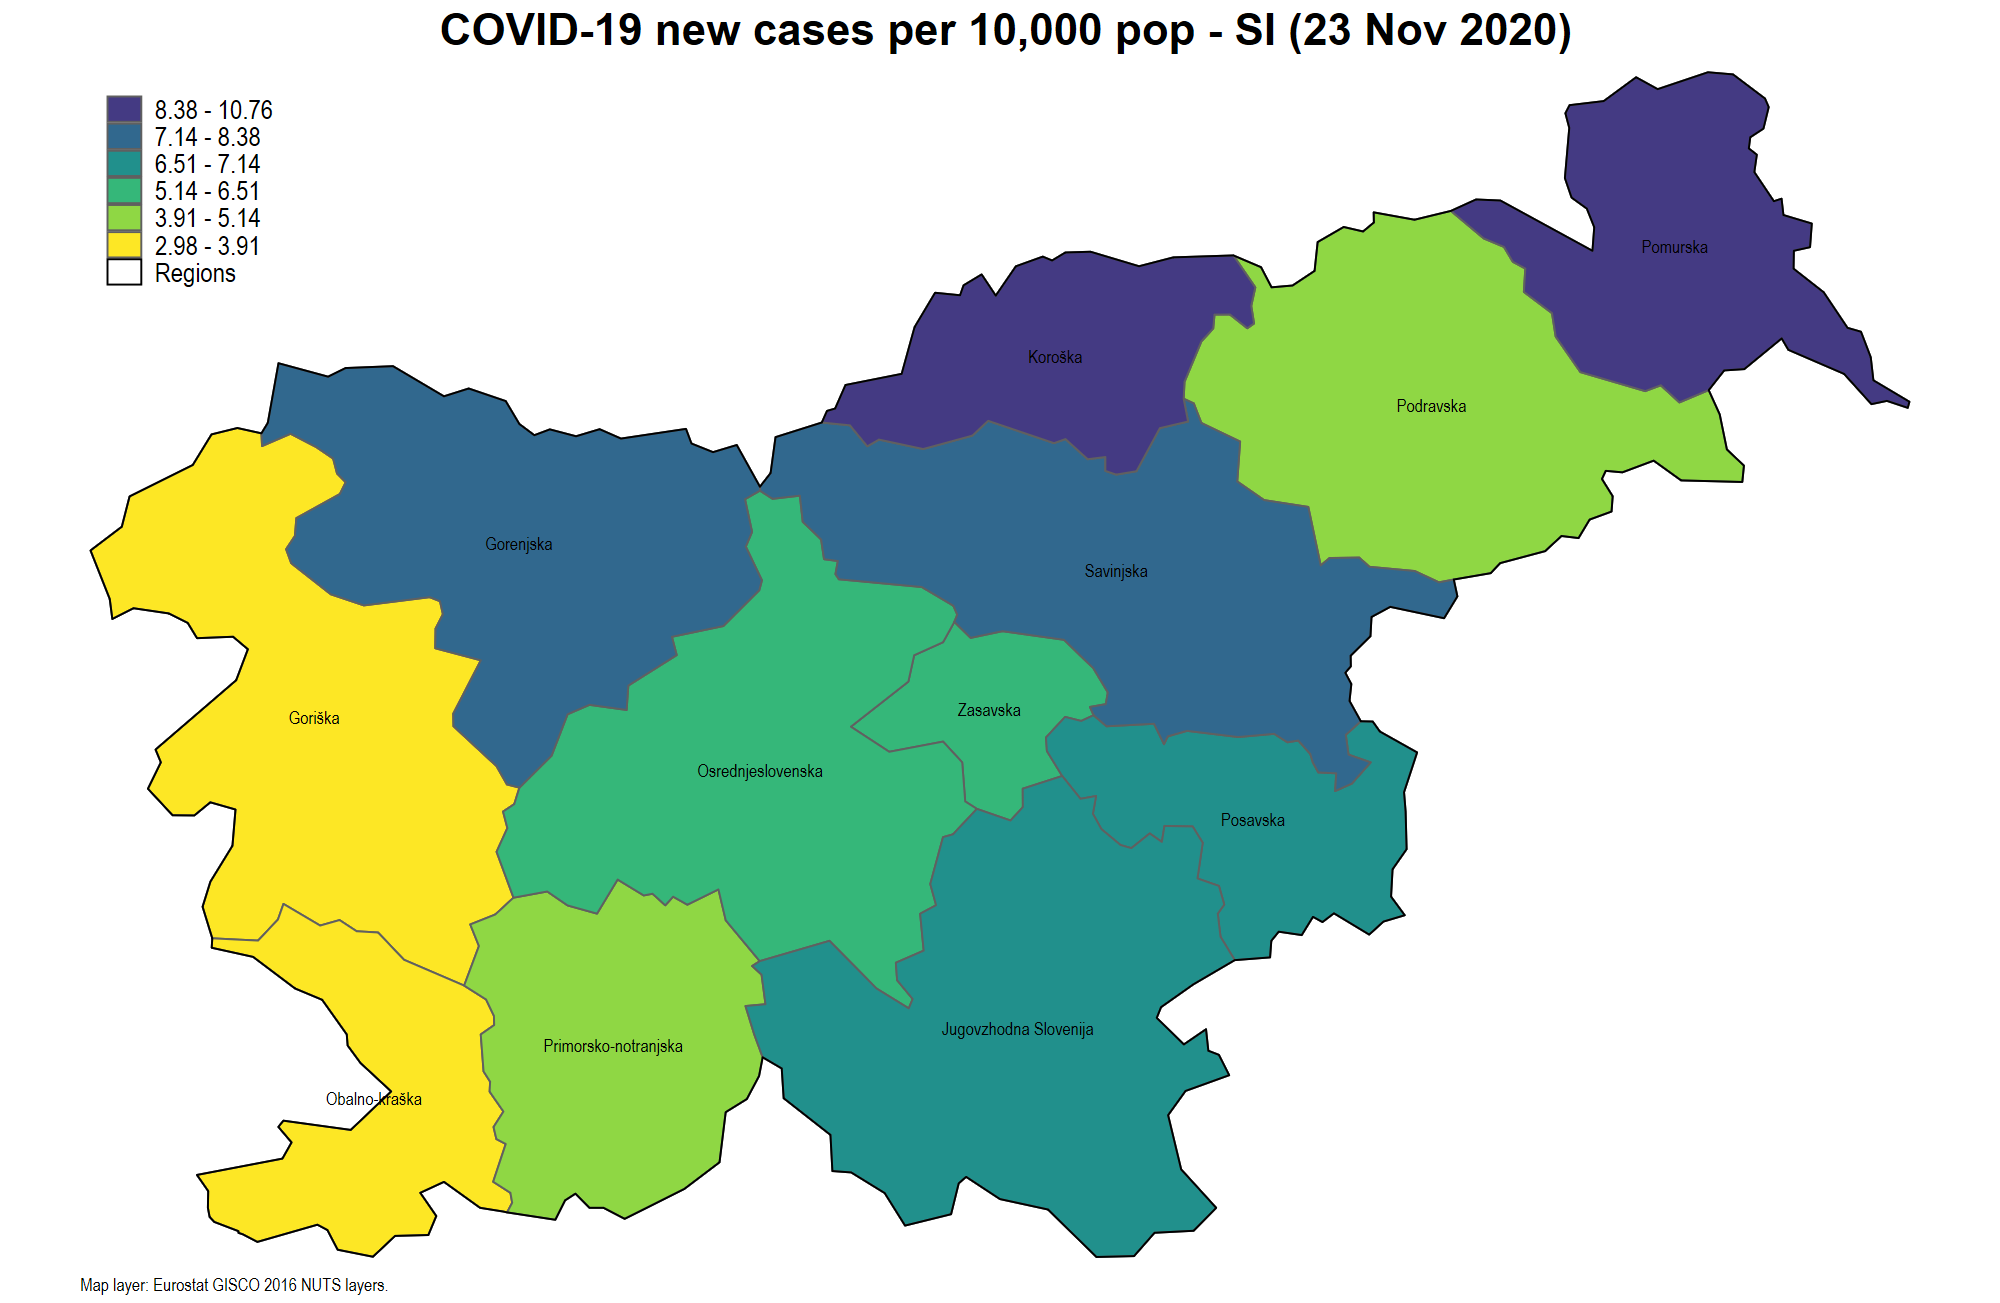 COVID-19 new cases per 10,000 pop - SI (23 Nov 2020)
8.38 - 10.76
7.14 - 8.38
6.51 - 7.14
5.14 - 6.51
3.91 - 5.14
2.98 - 3.91
Regions
Pomurska
Koroška
Podravska
Gorenjska
Savinjska
Goriška
Zasavska
Osrednjeslovenska
Posavska
Jugovzhodna Slovenija
Primorsko-notranjska
Obalno-kraška
Map layer: Eurostat GISCO 2016 NUTS layers.